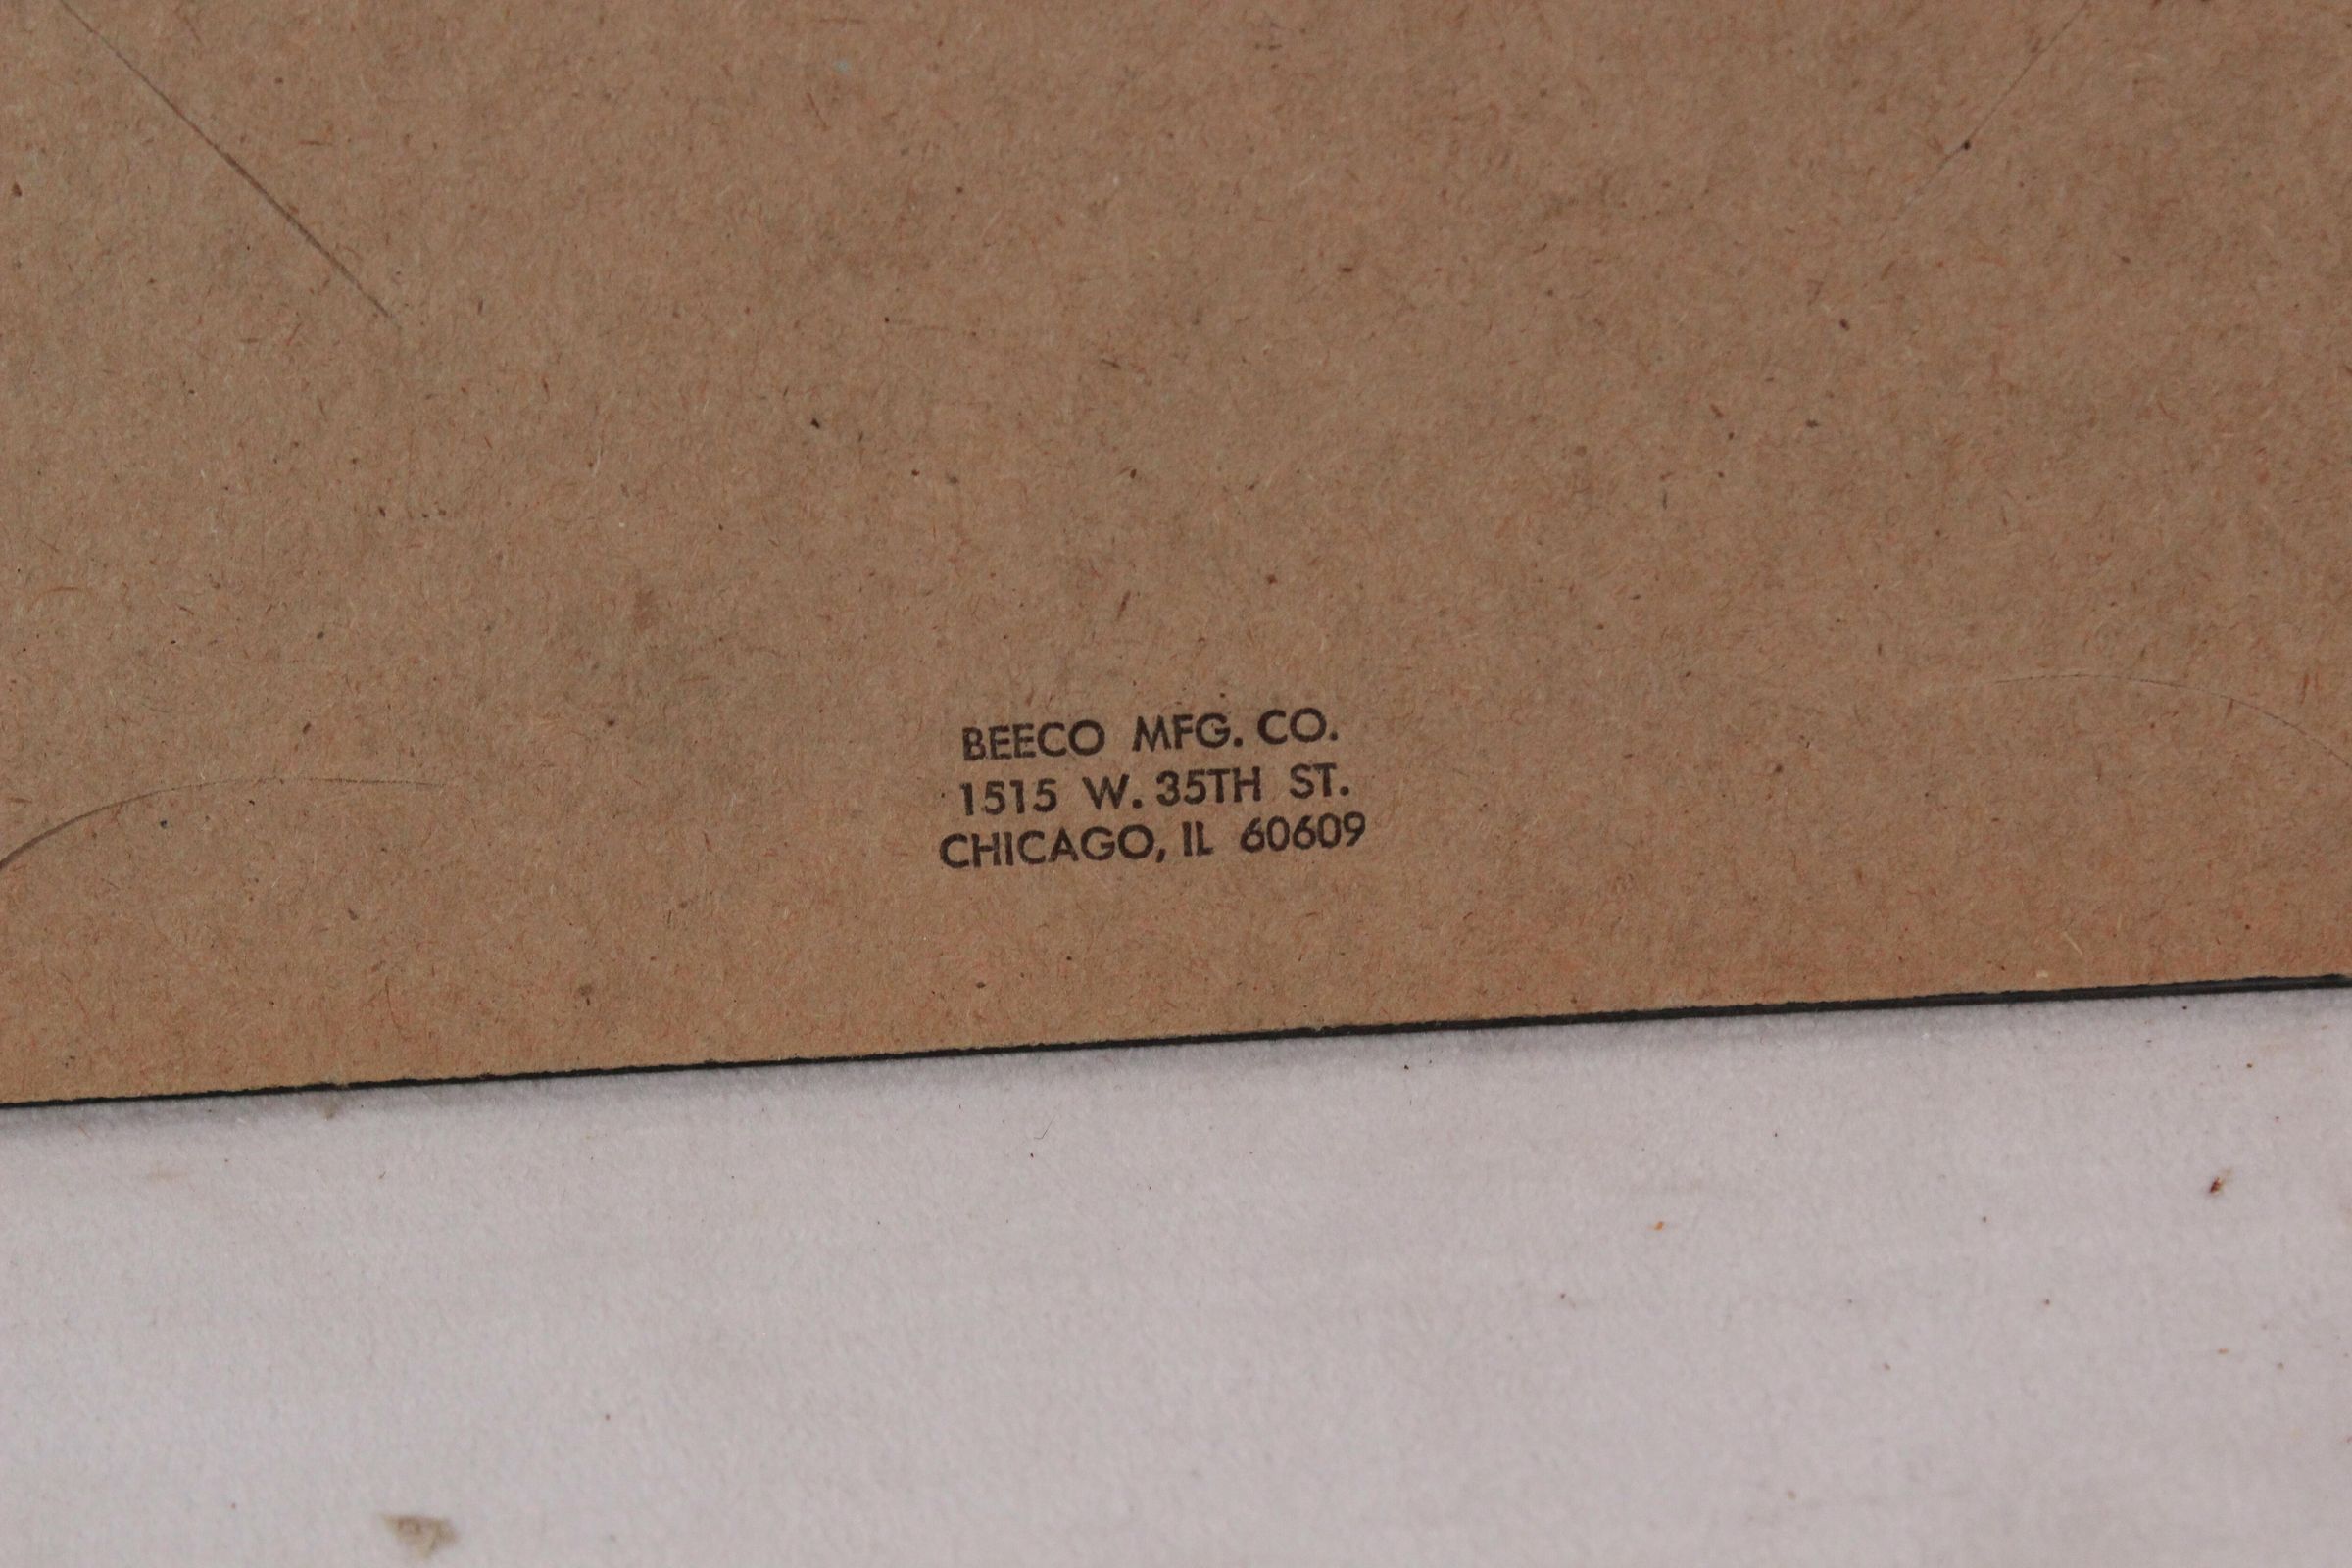 BEECO MFG. CO.
1515 W. 35TH ST.
CHICAGO, IL 60609